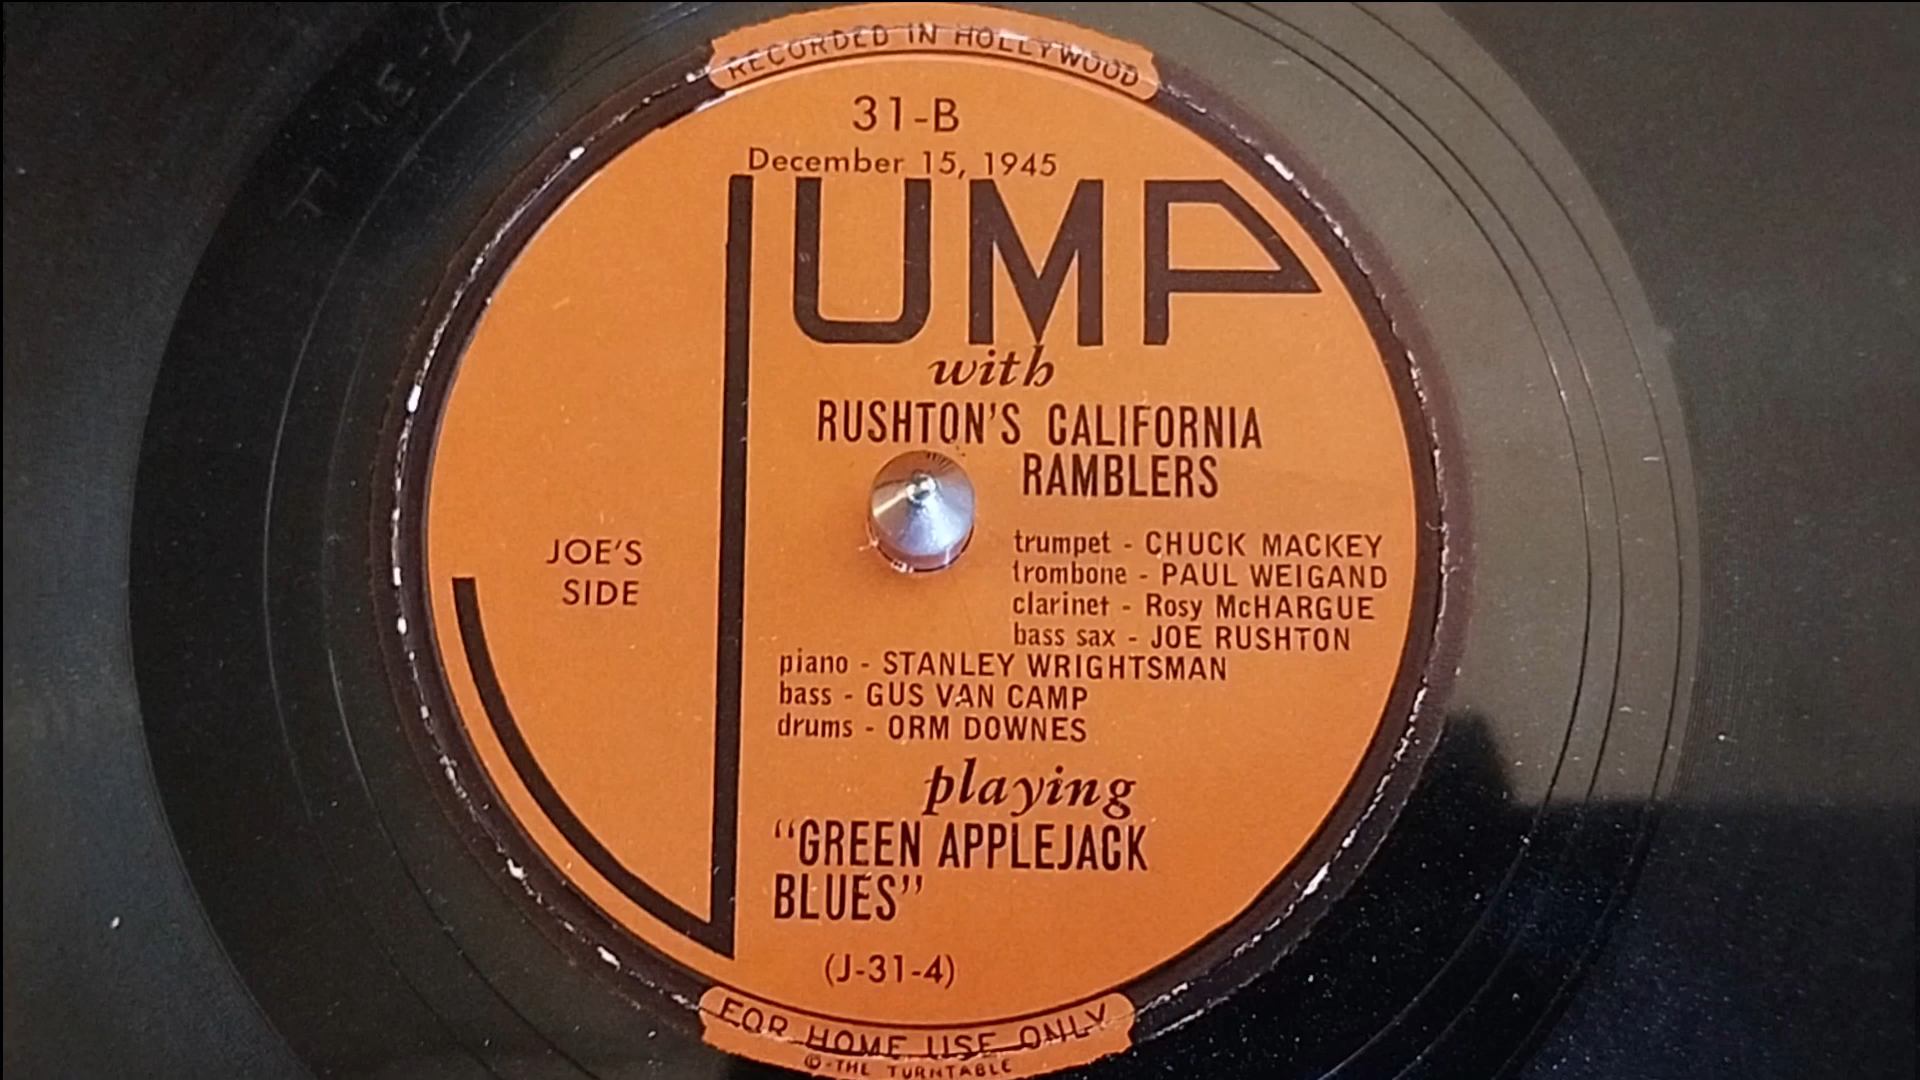 RECORDED IN HOLLYWOOD
31-B
December 15, 1945
JUMP
with
RUSHTON'S CALIFORNIA
RAMBLERS
JOE'S
SIDE
trumpet - CHUCK MACKEY
trombone - PAUL WEIGAND
clarinet - Rosy McHARGUE
bass sax - JOE RUSHTON
piano - STANLEY WRIGHTSMAN
bass - GUS VAN CAMP
drums - ORM DOWNES
playing
“GREEN APPLEJACK
BLUES”
(J-31-4)
FOR HOME USE ONLY
©-THE TURNTABLE